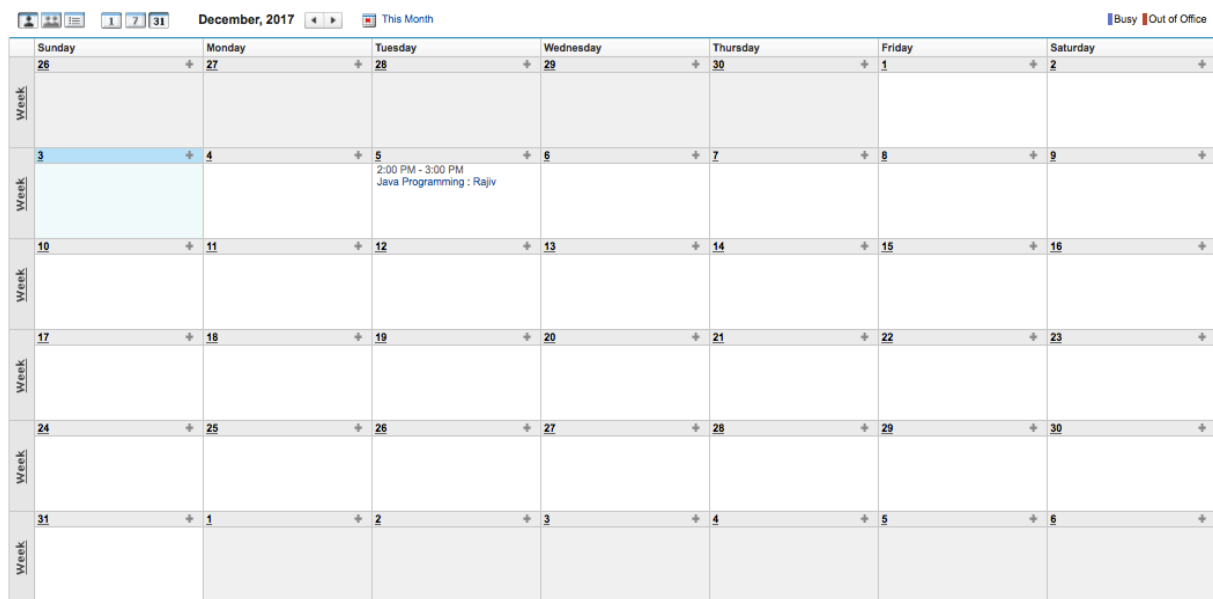 1 7 31 December, 2017 This Month Busy Out of Office
Sunday Monday Tuesday Wednesday Thursday Friday Saturday
Week
26 + 27 + 28 + 29 + 30 + 1 + 2 +
Week
3 + 4 + 5 + 6 + 7 + 8 + 9 +
2:00 PM - 3:00 PM
Java Programming : Rajiv
Week
10 + 11 + 12 + 13 + 14 + 15 + 16 +
Week
17 + 18 + 19 + 20 + 21 + 22 + 23 +
Week
24 + 25 + 26 + 27 + 28 + 29 + 30 +
Week
31 + 1 + 2 + 3 + 4 + 5 + 6 +